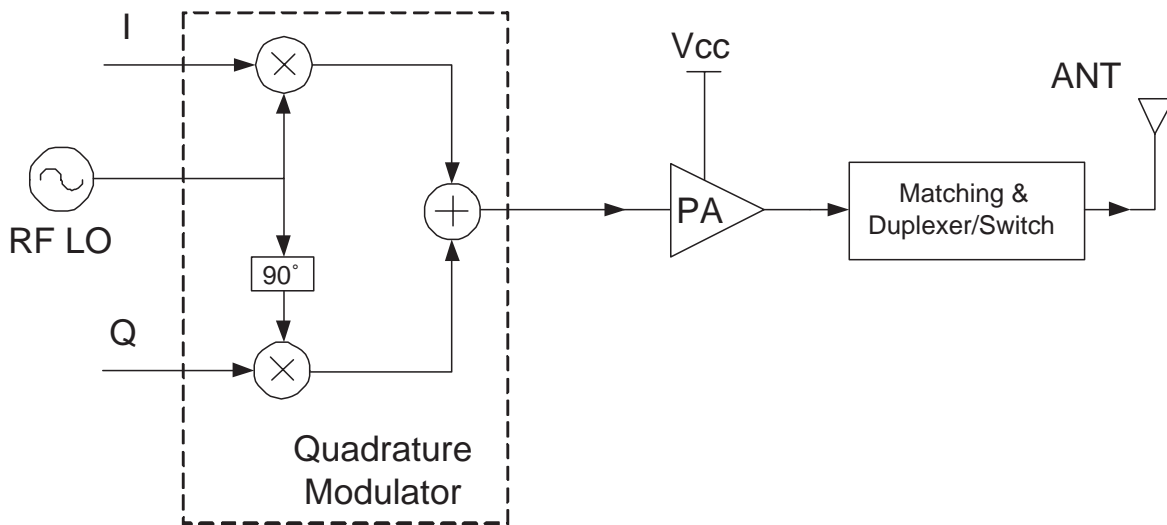 I
Vcc
ANT
RF LO
PA
Matching &
Duplexer/Switch
90°
Q
Quadrature
Modulator